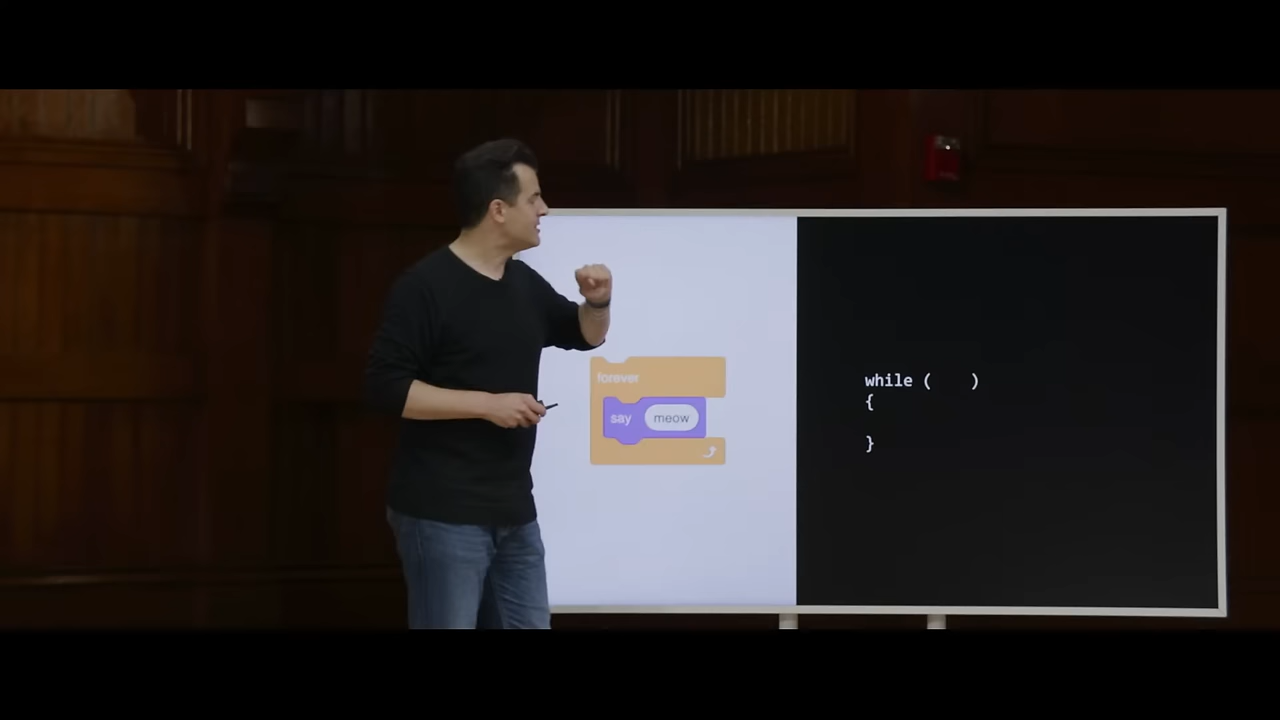 forever
say meow
while (    )
{
}